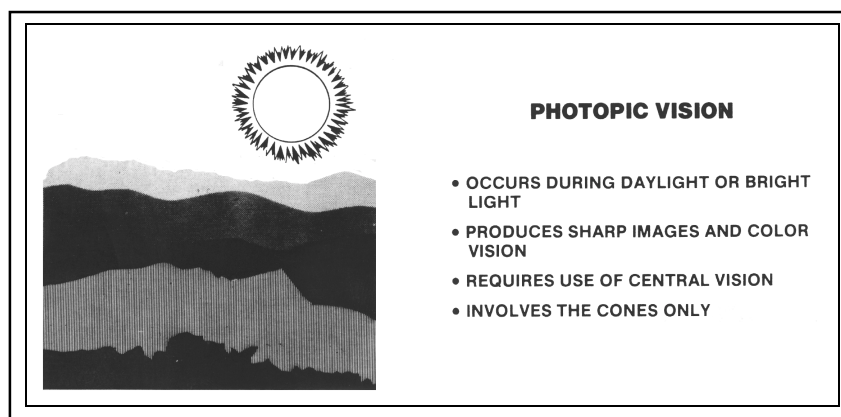 PHOTOPIC VISION
• OCCURS DURING DAYLIGHT OR BRIGHT
LIGHT
• PRODUCES SHARP IMAGES AND COLOR
VISION
• REQUIRES USE OF CENTRAL VISION
• INVOLVES THE CONES ONLY